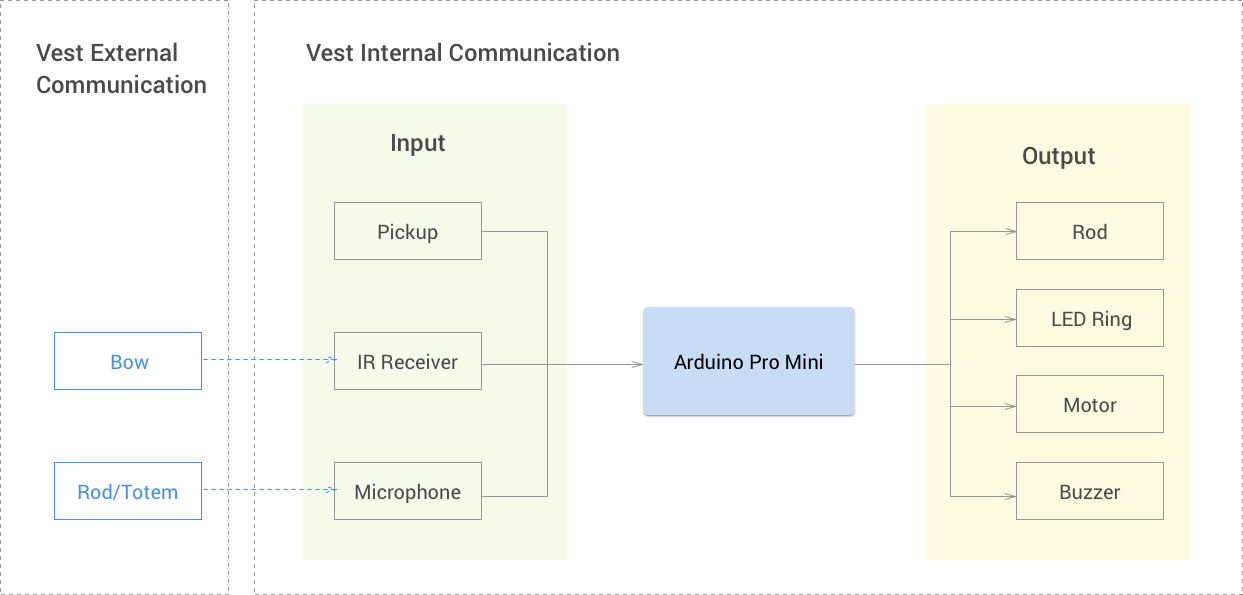 Vest External
Communication
Vest Internal Communication
Input
Output
Pickup
Rod
LED Ring
Bow
IR Receiver
Arduino Pro Mini
Motor
Rod/Totem
Microphone
Buzzer